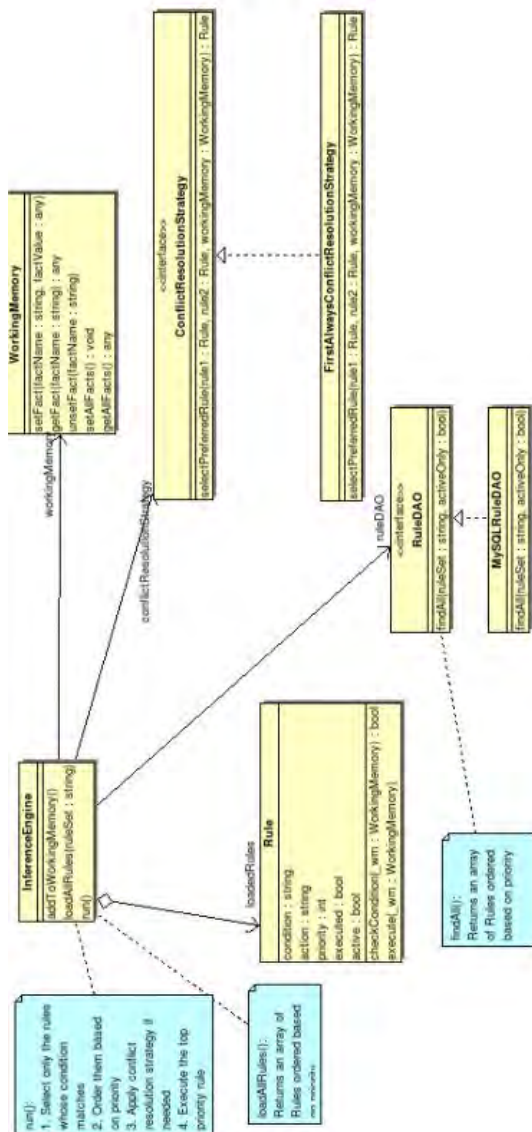 InferenceEngine
addToWorkingMemory()
loadAllRules(ruleSet : string)
run()
WorkingMemory
setFact(factName : string, factValue : any)
getFact(factName : string) : any
unsetFact(factName : string)
setAllFacts() : void
getAllFacts() : any
workingMemory
<<interface>>
ConflictResolutionStrategy
selectPreferredRule(rule1 : Rule, rule2 : Rule, workingMemory : WorkingMemory) : Rule
conflictResolutionStrategy
FirstAlwaysConflictResolutionStrategy
selectPreferredRule(rule1 : Rule, rule2 : Rule, workingMemory : WorkingMemory) : Rule
ruleDAO
<<interface>>
RuleDAO
findAll(ruleSet : string, activeOnly : bool)
MySQLRuleDAO
findAll(ruleSet : string, activeOnly : bool)
loadedRules
Rule
condition : string
action : string
priority : int
executed : bool
active : bool
checkCondition(_wm : WorkingMemory) : bool
execute(_wm : WorkingMemory)
run():
1. Select only the rules
whose condition
matches
2. Order them based
on priority
3. Apply conflict
resolution strategy if
needed
4. Execute the top
priority rule
loadAllRules():
Returns an array of
Rules ordered based
on priority
findAll():
Returns an array
of Rules ordered
based on priority